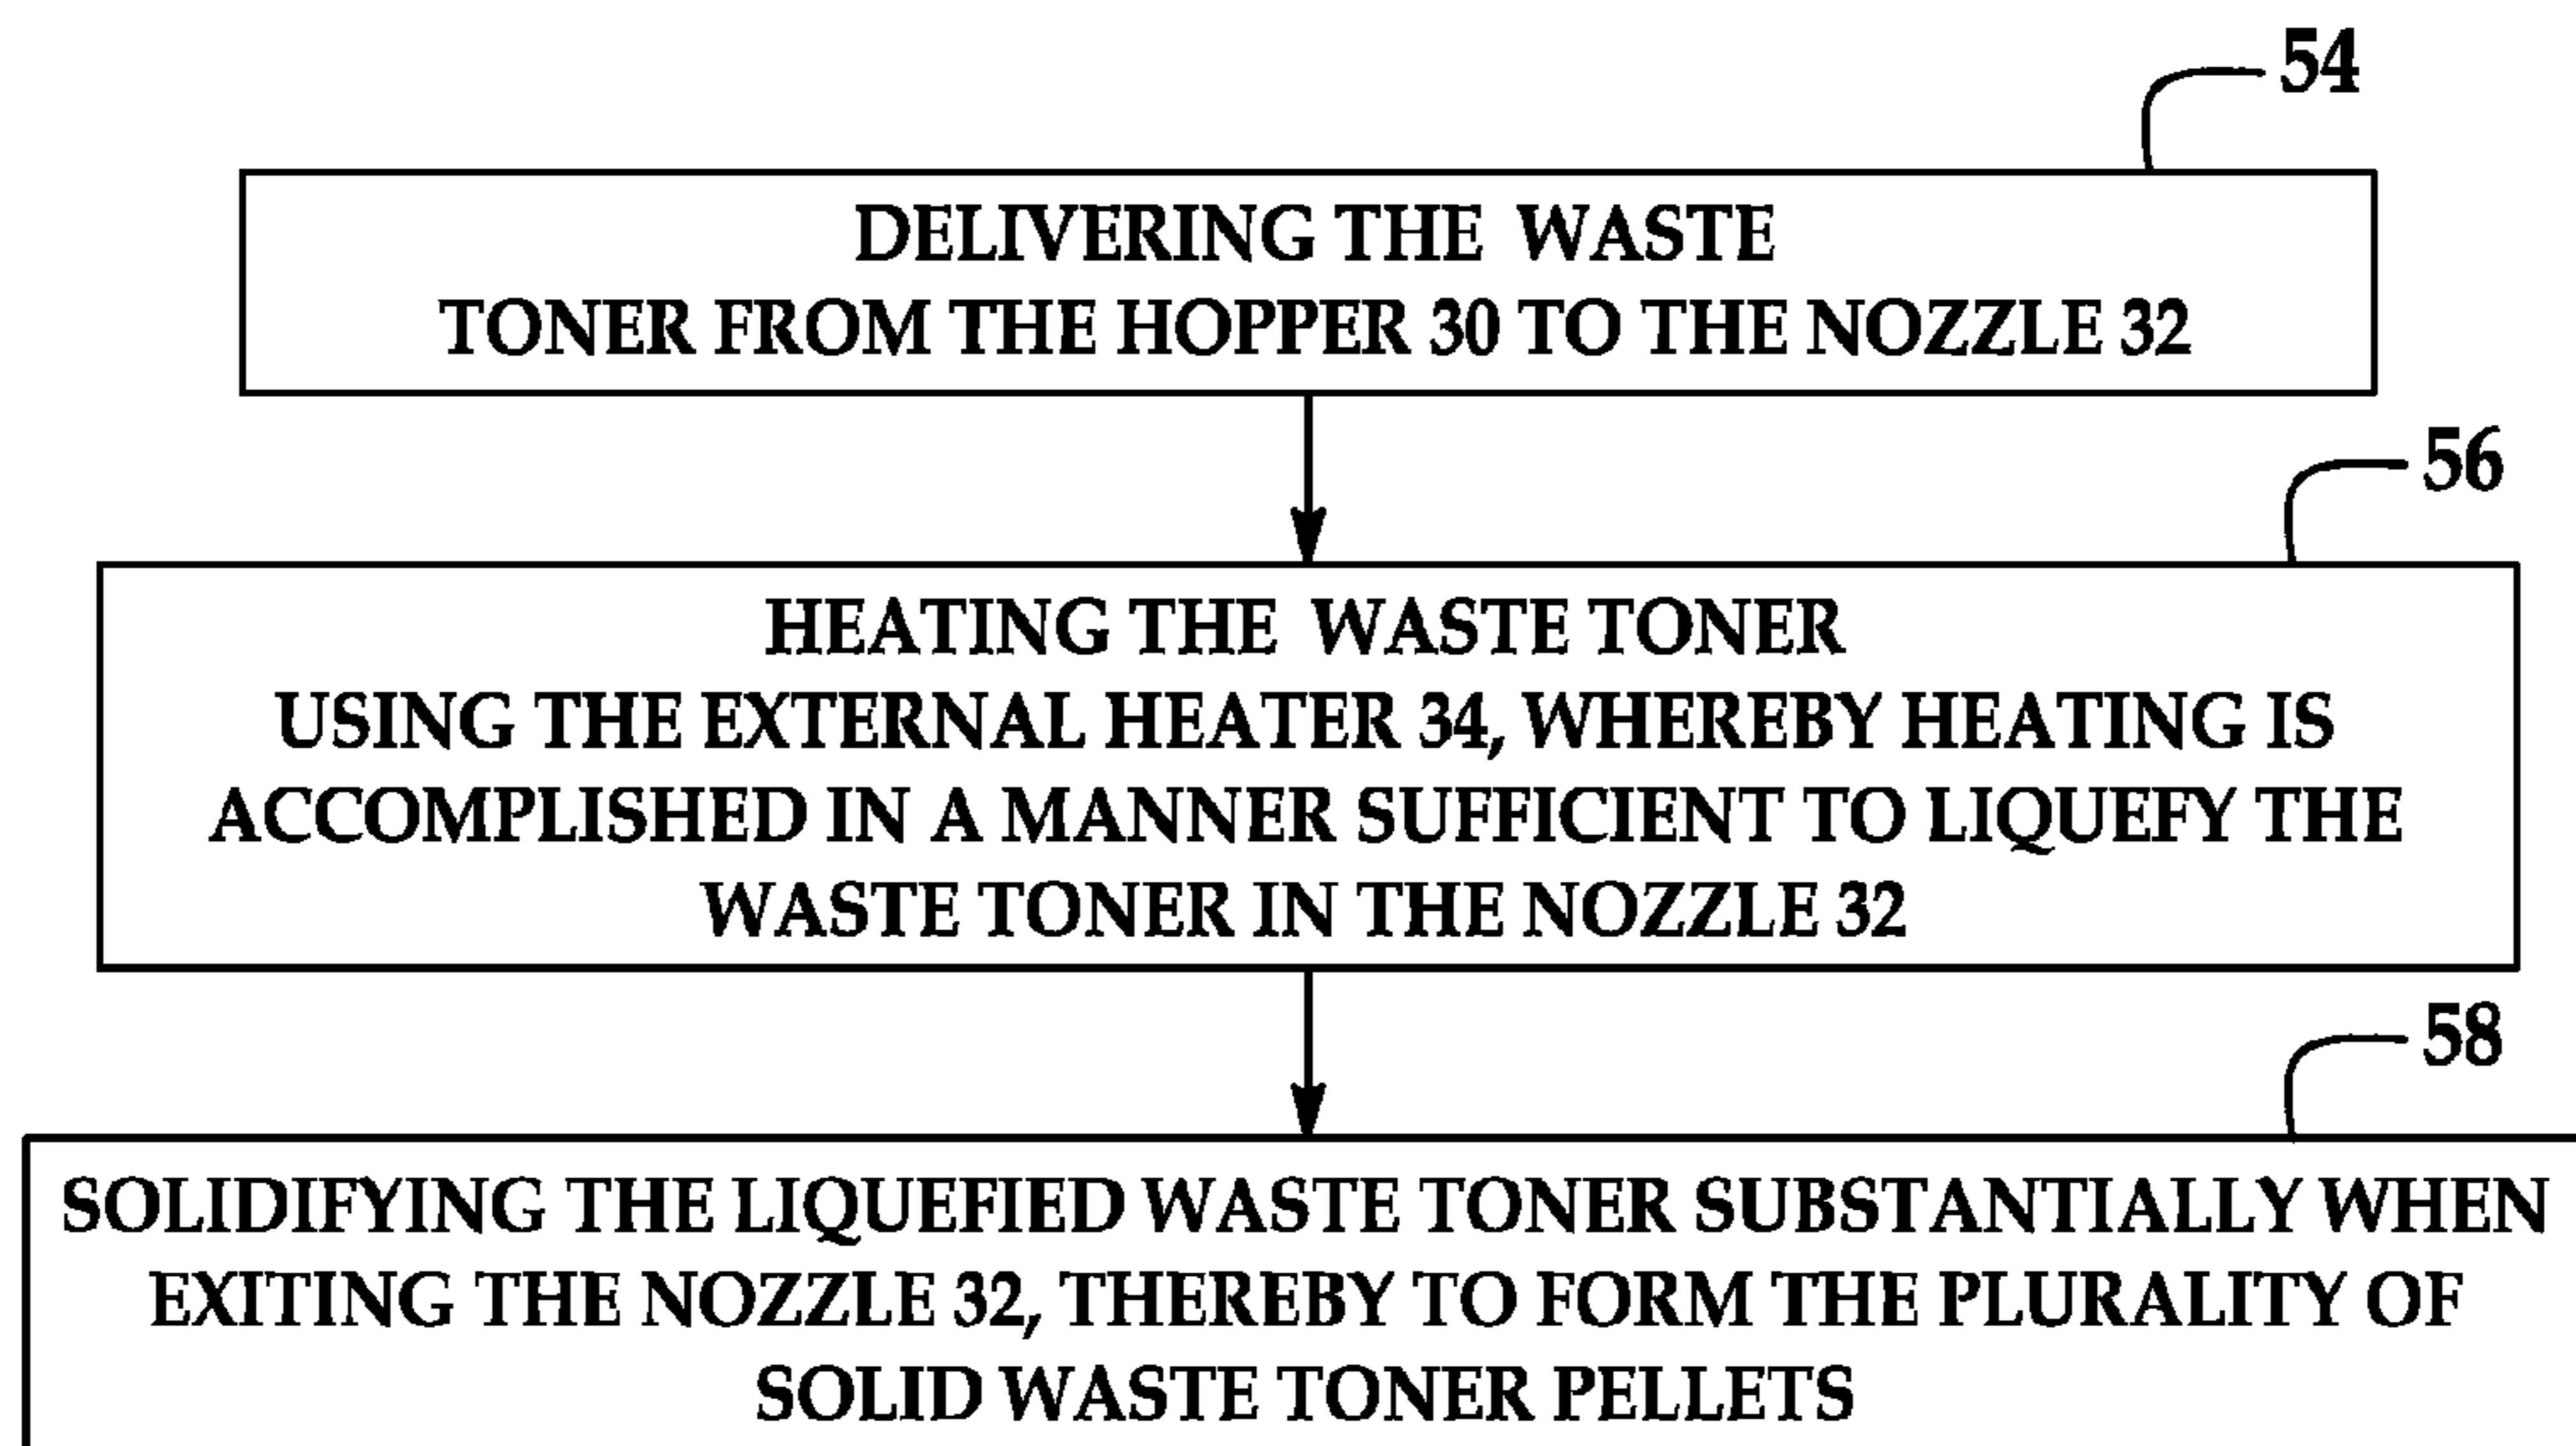 54
DELIVERING THE WASTE
TONER FROM THE HOPPER 30 TO THE NOZZLE 32
56
HEATING THE WASTE TONER
USING THE EXTERNAL HEATER 34, WHEREBY HEATING IS
ACCOMPLISHED IN A MANNER SUFFICIENT TO LIQUEFY THE
WASTE TONER IN THE NOZZLE 32
58
SOLIDIFYING THE LIQUEFIED WASTE TONER SUBSTANTIALLY WHEN
EXITING THE NOZZLE 32, THEREBY TO FORM THE PLURALITY OF
SOLID WASTE TONER PELLETS